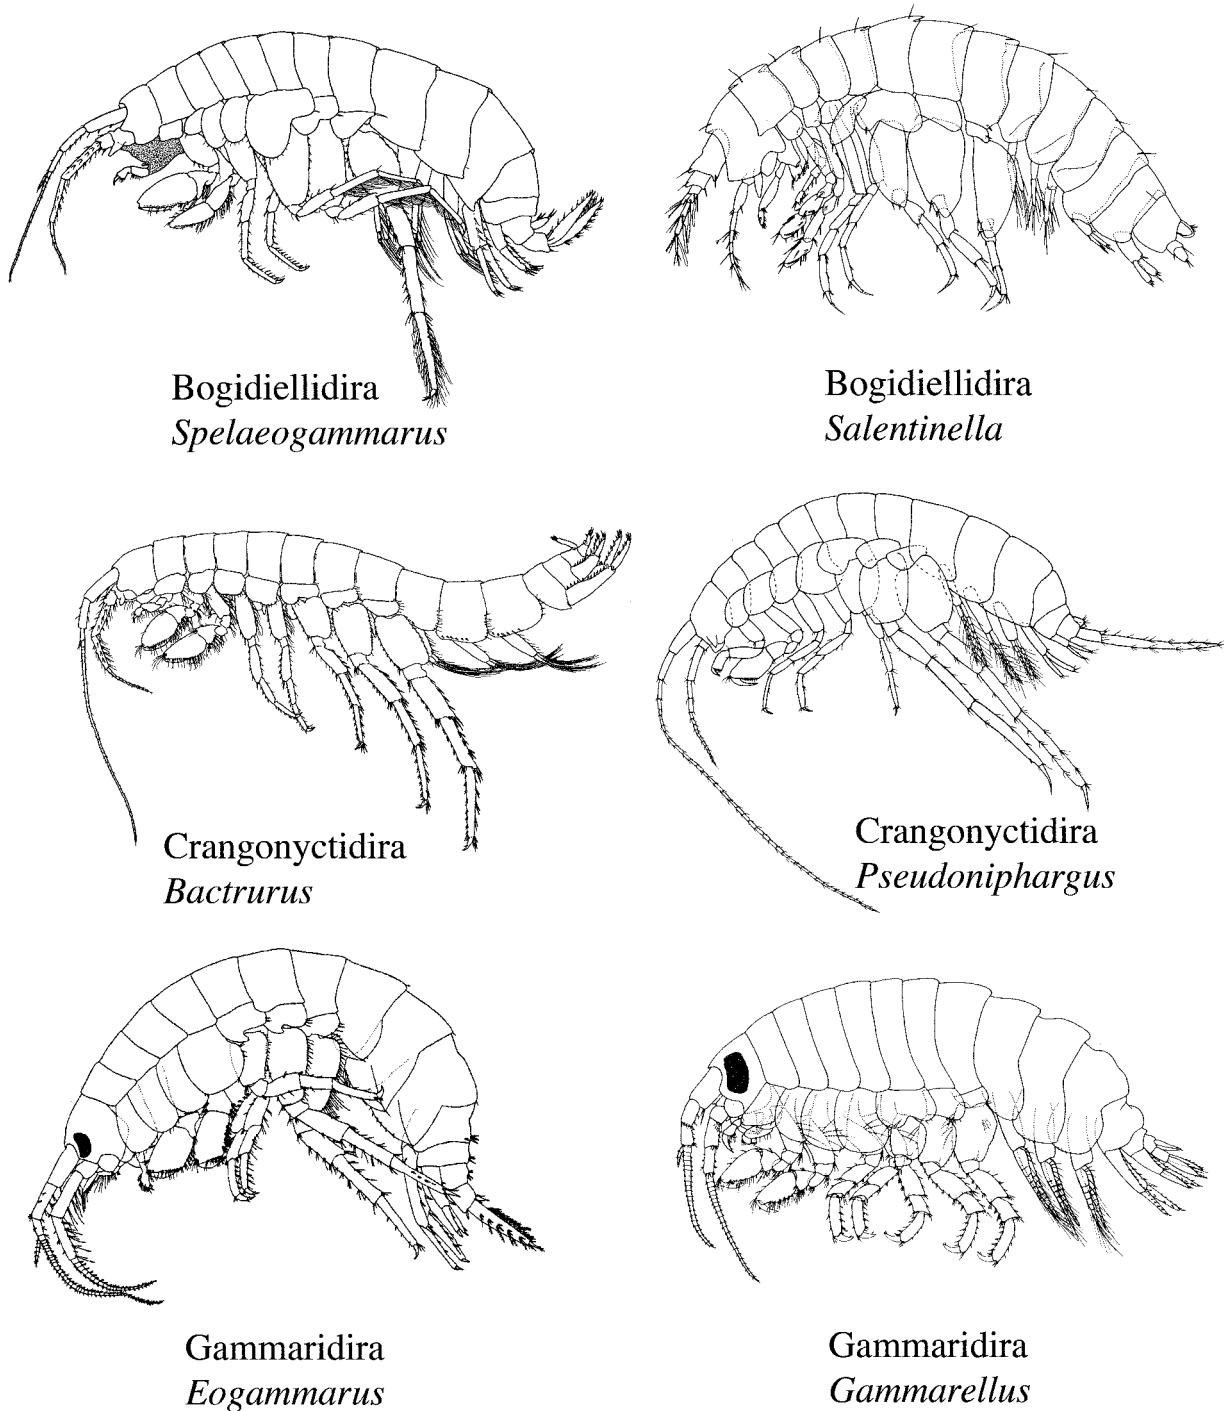 Bogidiellidira
Spelaeogammarus
Bogidiellidira
Salentinella
Crangonyctidira
Bactrurus
Crangonyctidira
Pseudoniphargus
Gammaridira
Eogammarus
Gammaridira
Gammarellus